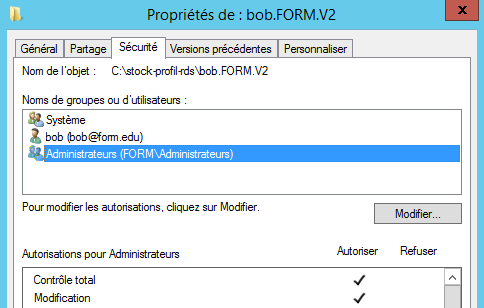 Propriétés de : bob.FORM.V2
x
Général Partage Sécurité Versions précédentes Personnaliser
Nom de l'objet : C:\stock-profil-rds\bob.FORM.V2
Noms de groupes ou d'utilisateurs :
Système
bob (bob@form.edu)
Administrateurs (FORM\Administrateurs)
Pour modifier les autorisations, cliquez sur Modifier.
Modifier...
Autorisations pour Administrateurs Autoriser Refuser
Contrôle total
Modification